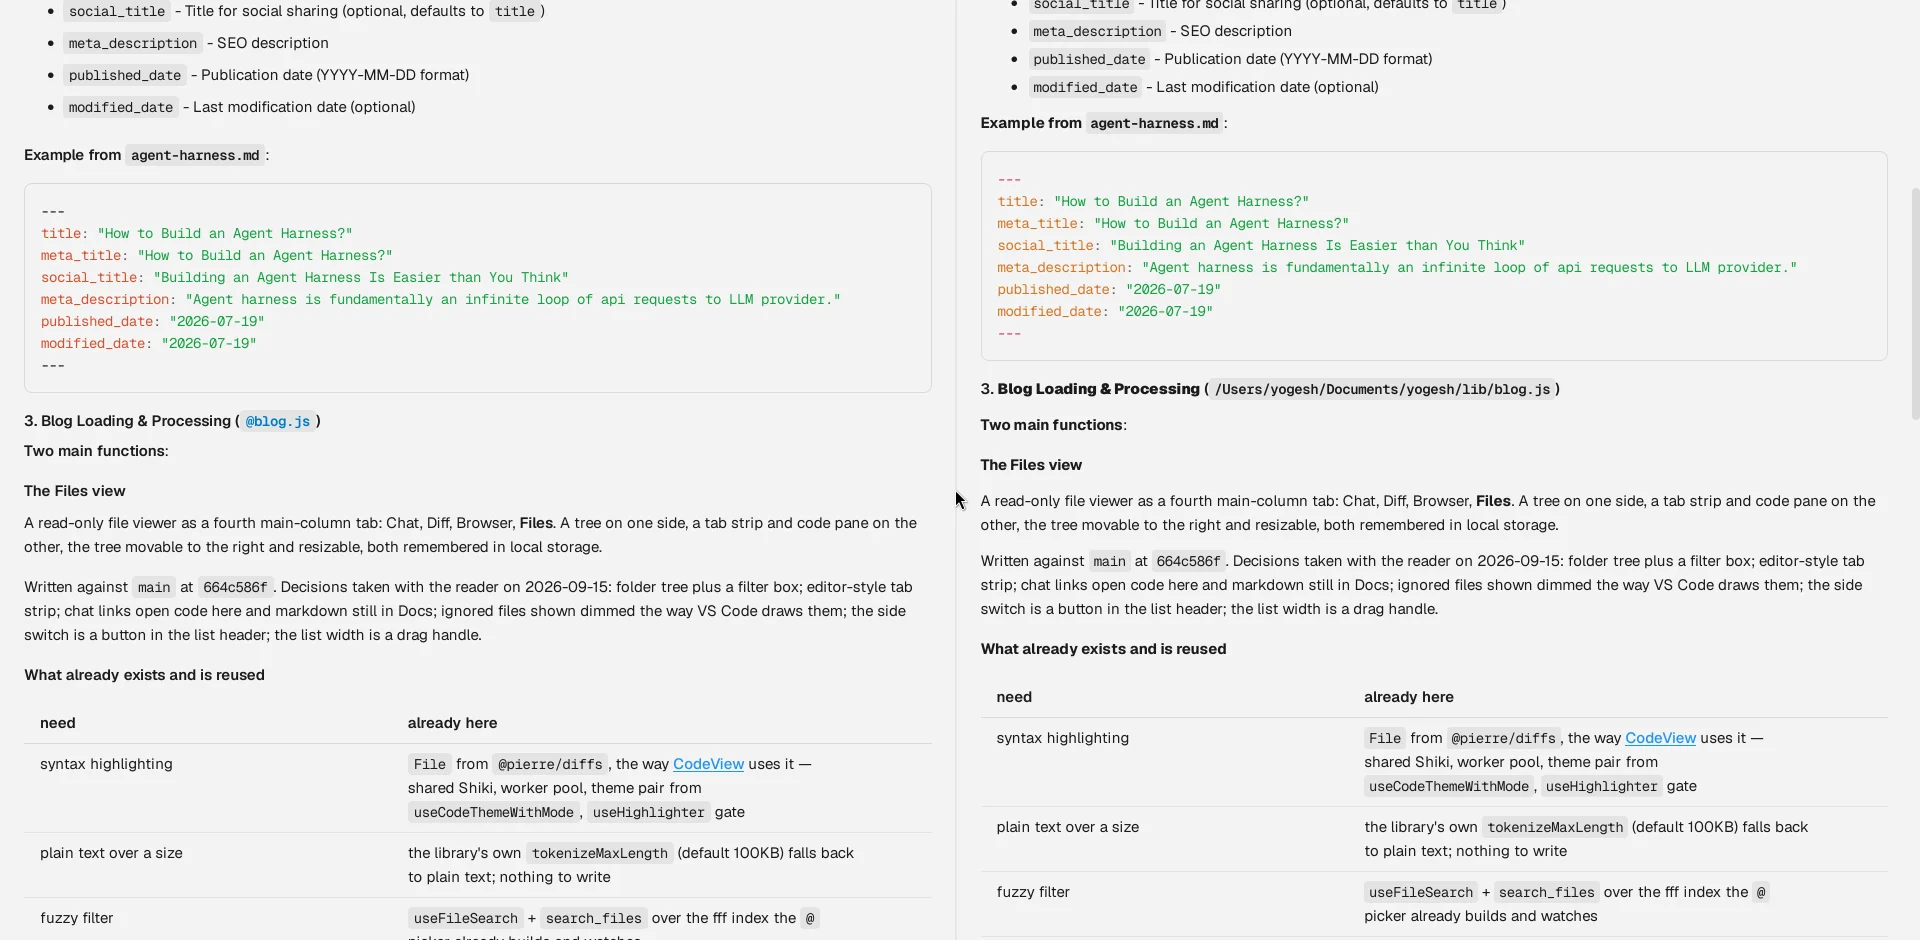 social_title - Title for social sharing (optional, defaults to title )
meta_description - SEO description
published_date - Publication date (YYYY-MM-DD format)
modified_date - Last modification date (optional)
Example from agent-harness.md :
---
title: "How to Build an Agent Harness?"
meta_title: "How to Build an Agent Harness?"
social_title: "Building an Agent Harness Is Easier than You Think"
meta_description: "Agent harness is fundamentally an infinite loop of api requests to LLM provider."
published_date: "2026-07-19"
modified_date: "2026-07-19"
---
3. Blog Loading & Processing ( @blog.js )
Two main functions:
The Files view
A read-only file viewer as a fourth main-column tab: Chat, Diff, Browser, Files. A tree on one side, a tab strip and code pane on the
other, the tree movable to the right and resizable, both remembered in local storage.
Written against main at 664c586f. Decisions taken with the reader on 2026-09-15: folder tree plus a filter box; editor-style tab
strip; chat links open code here and markdown still in Docs; ignored files shown dimmed the way VS Code draws them; the side
switch is a button in the list header; the list width is a drag handle.
What already exists and is reused
need already here
syntax highlighting File from @pierre/diffs, the way CodeView uses it —
shared Shiki, worker pool, theme pair from
useCodeThemeWithMode, useHighlighter gate
plain text over a size the library's own tokenizeMaxLength (default 100KB) falls back
to plain text; nothing to write
fuzzy filter useFileSearch + search_files over the fff index the @
picker already builds and watches
social_title - Title for social sharing (optional, defaults to title )
meta_description - SEO description
published_date - Publication date (YYYY-MM-DD format)
modified_date - Last modification date (optional)
Example from agent-harness.md :
---
title: "How to Build an Agent Harness?"
meta_title: "How to Build an Agent Harness?"
social_title: "Building an Agent Harness Is Easier than You Think"
meta_description: "Agent harness is fundamentally an infinite loop of api requests to LLM provider."
published_date: "2026-07-19"
modified_date: "2026-07-19"
---
3. Blog Loading & Processing ( /Users/yogesh/Documents/yogesh/lib/blog.js )
Two main functions:
The Files view
A read-only file viewer as a fourth main-column tab: Chat, Diff, Browser, Files. A tree on one side, a tab strip and code pane on the
other, the tree movable to the right and resizable, both remembered in local storage.
Written against main at 664c586f. Decisions taken with the reader on 2026-09-15: folder tree plus a filter box; editor-style tab
strip; chat links open code here and markdown still in Docs; ignored files shown dimmed the way VS Code draws them; the side
switch is a button in the list header; the list width is a drag handle.
What already exists and is reused
need already here
syntax highlighting File from @pierre/diffs, the way CodeView uses it —
shared Shiki, worker pool, theme pair from
useCodeThemeWithMode, useHighlighter gate
plain text over a size the library's own tokenizeMaxLength (default 100KB) falls back
to plain text; nothing to write
fuzzy filter useFileSearch + search_files over the fff index the @
picker already builds and watches